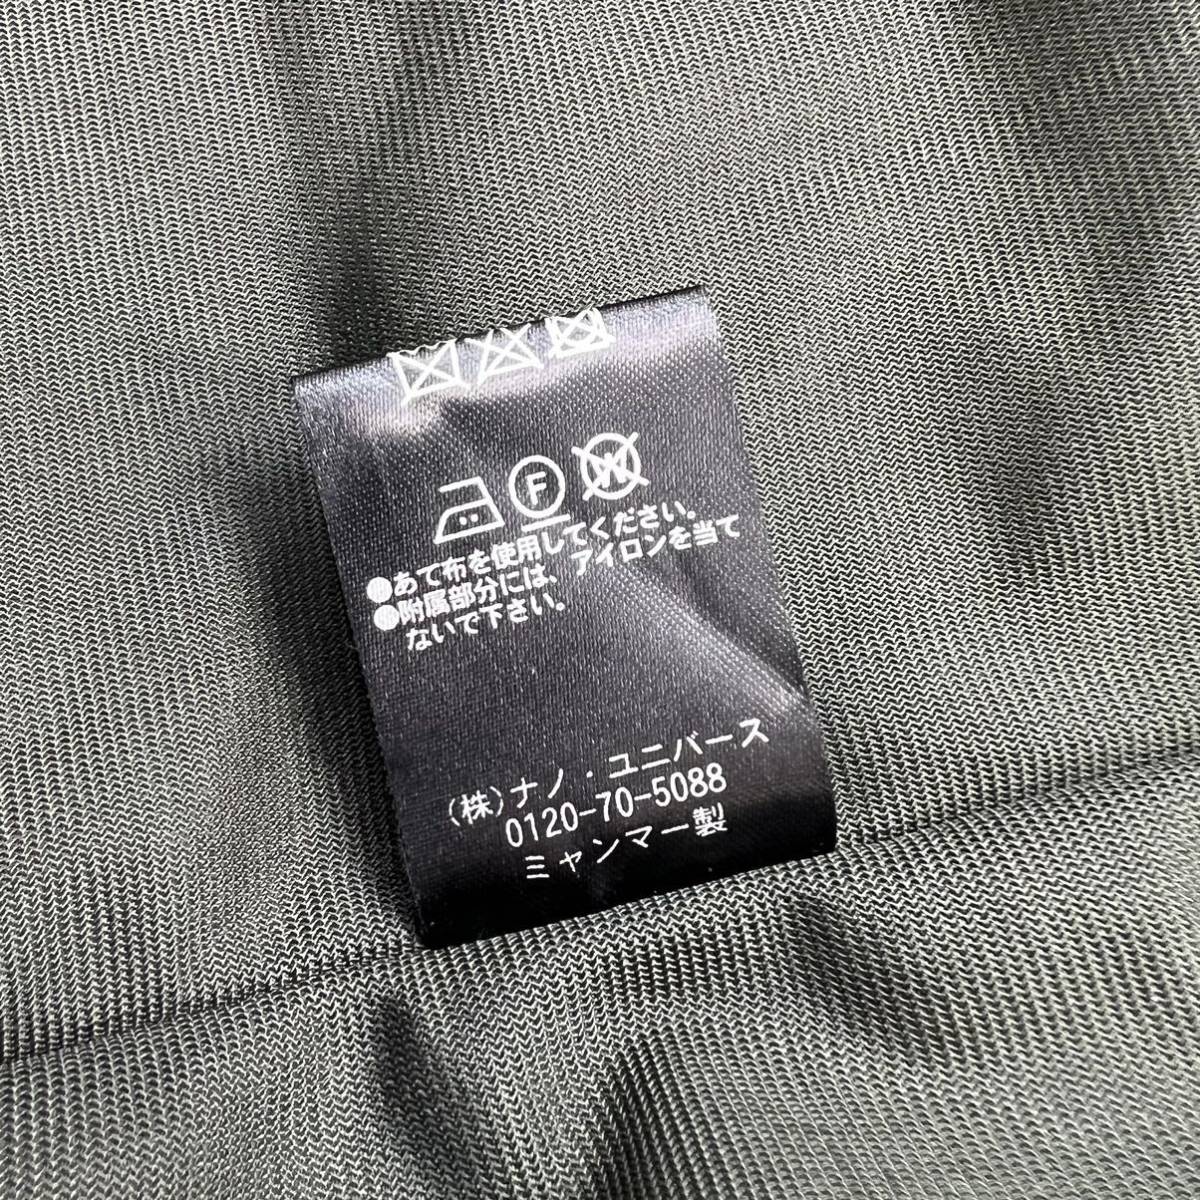 F W
●あて布を使用してください。
●附属部分には、アイロンを当て
ないで下さい。
(株)ナノ・ユニバース
0120-70-5088
ミャンマー製